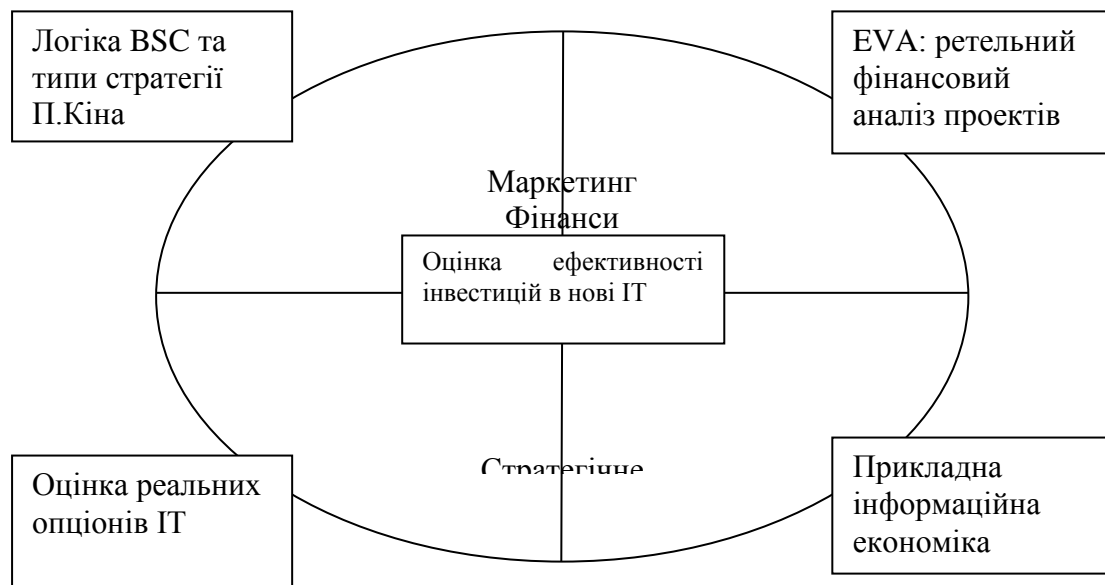 Логіка BSC та
типи стратегії
П.Кіна
EVA: ретельний
фінансовий
аналіз проектів
Маркетинг
Фінанси
Оцінка ефективності
інвестицій в нові ІТ
Стратегічне
Оцінка реальних
опціонів ІТ
Прикладна
інформаційна
економіка